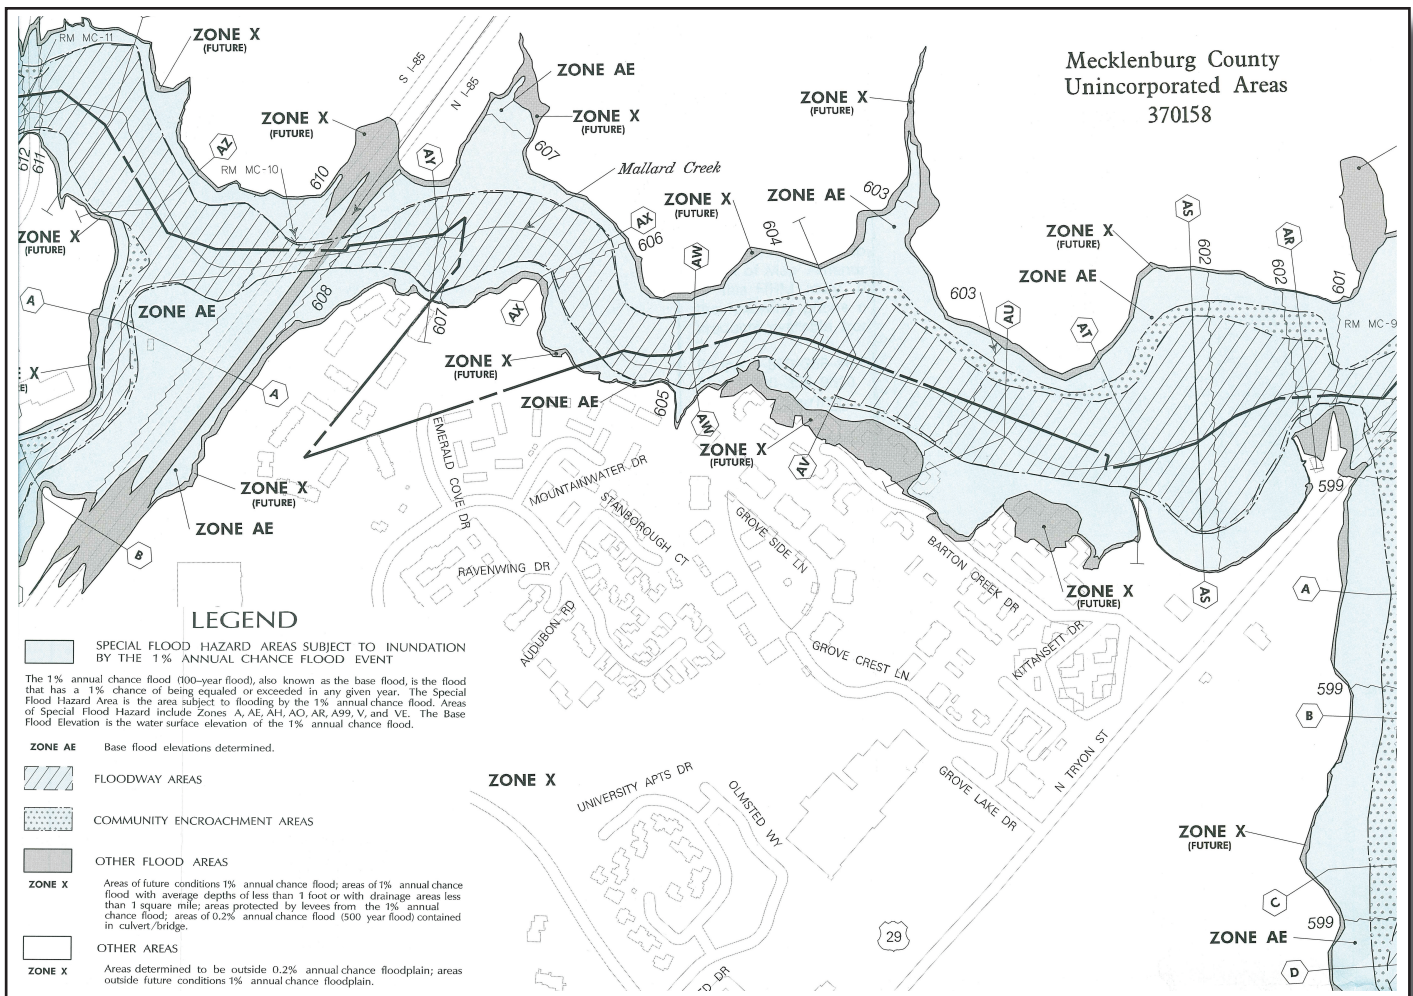 Mecklenburg County
Unincorporated Areas
370158
RM MC-11
ZONE X
(FUTURE)
S I-85
N I-85
ZONE AE
ZONE X
(FUTURE)
ZONE X
(FUTURE)
ZONE X
(FUTURE)
612
611
AZ
RM MC-10
610
AY
607
Mallard Creek
ZONE X
(FUTURE)
ZONE AE
603
AX
606
AW
604
ZONE X
(FUTURE)
ZONE AE
AS
602
AR
602
601
ZONE X
(FUTURE)
A
ZONE AE
608
607
AX
603
AU
AT
RM MC-9
X
A
ZONE X
(FUTURE)
ZONE AE
605
AW
ZONE X
(FUTURE)
AV
EMERALD COVE DR
MOUNTAINWATER DR
STANBOROUGH CT
GROVE SIDE LN
599
ZONE X
(FUTURE)
ZONE AE
B
RAVENWING DR
AUDUBON RD
BARTON CREEK DR
ZONE X
(FUTURE)
AS
A
KITTANSETT DR
GROVE CREST LN
599
B
N TRYON ST
GROVE LAKE DR
ZONE X
UNIVERSITY APTS DR
OLMSTED WY
ZONE X
(FUTURE)
C
599
ZONE AE
D
29
ED DR
LEGEND
SPECIAL FLOOD HAZARD AREAS SUBJECT TO INUNDATION
BY THE 1% ANNUAL CHANCE FLOOD EVENT
The 1% annual chance flood (100–year flood), also known as the base flood, is the flood
that has a 1% chance of being equaled or exceeded in any given year. The Special
Flood Hazard Area is the area subject to flooding by the 1% annual chance flood. Areas
of Special Flood Hazard include Zones A, AE, AH, AO, AR, A99, V, and VE. The Base
Flood Elevation is the water surface elevation of the 1% annual chance flood.
ZONE AE Base flood elevations determined.
FLOODWAY AREAS
COMMUNITY ENCROACHMENT AREAS
OTHER FLOOD AREAS
ZONE X Areas of future conditions 1% annual chance flood; areas of 1% annual chance
flood with average depths of less than 1 foot or with drainage areas less
than 1 square mile; areas protected by levees from the 1% annual
chance flood; areas of 0.2% annual chance flood (500 year flood) contained
in culvert/bridge.
OTHER AREAS
ZONE X Areas determined to be outside 0.2% annual chance floodplain; areas
outside future conditions 1% annual chance floodplain.